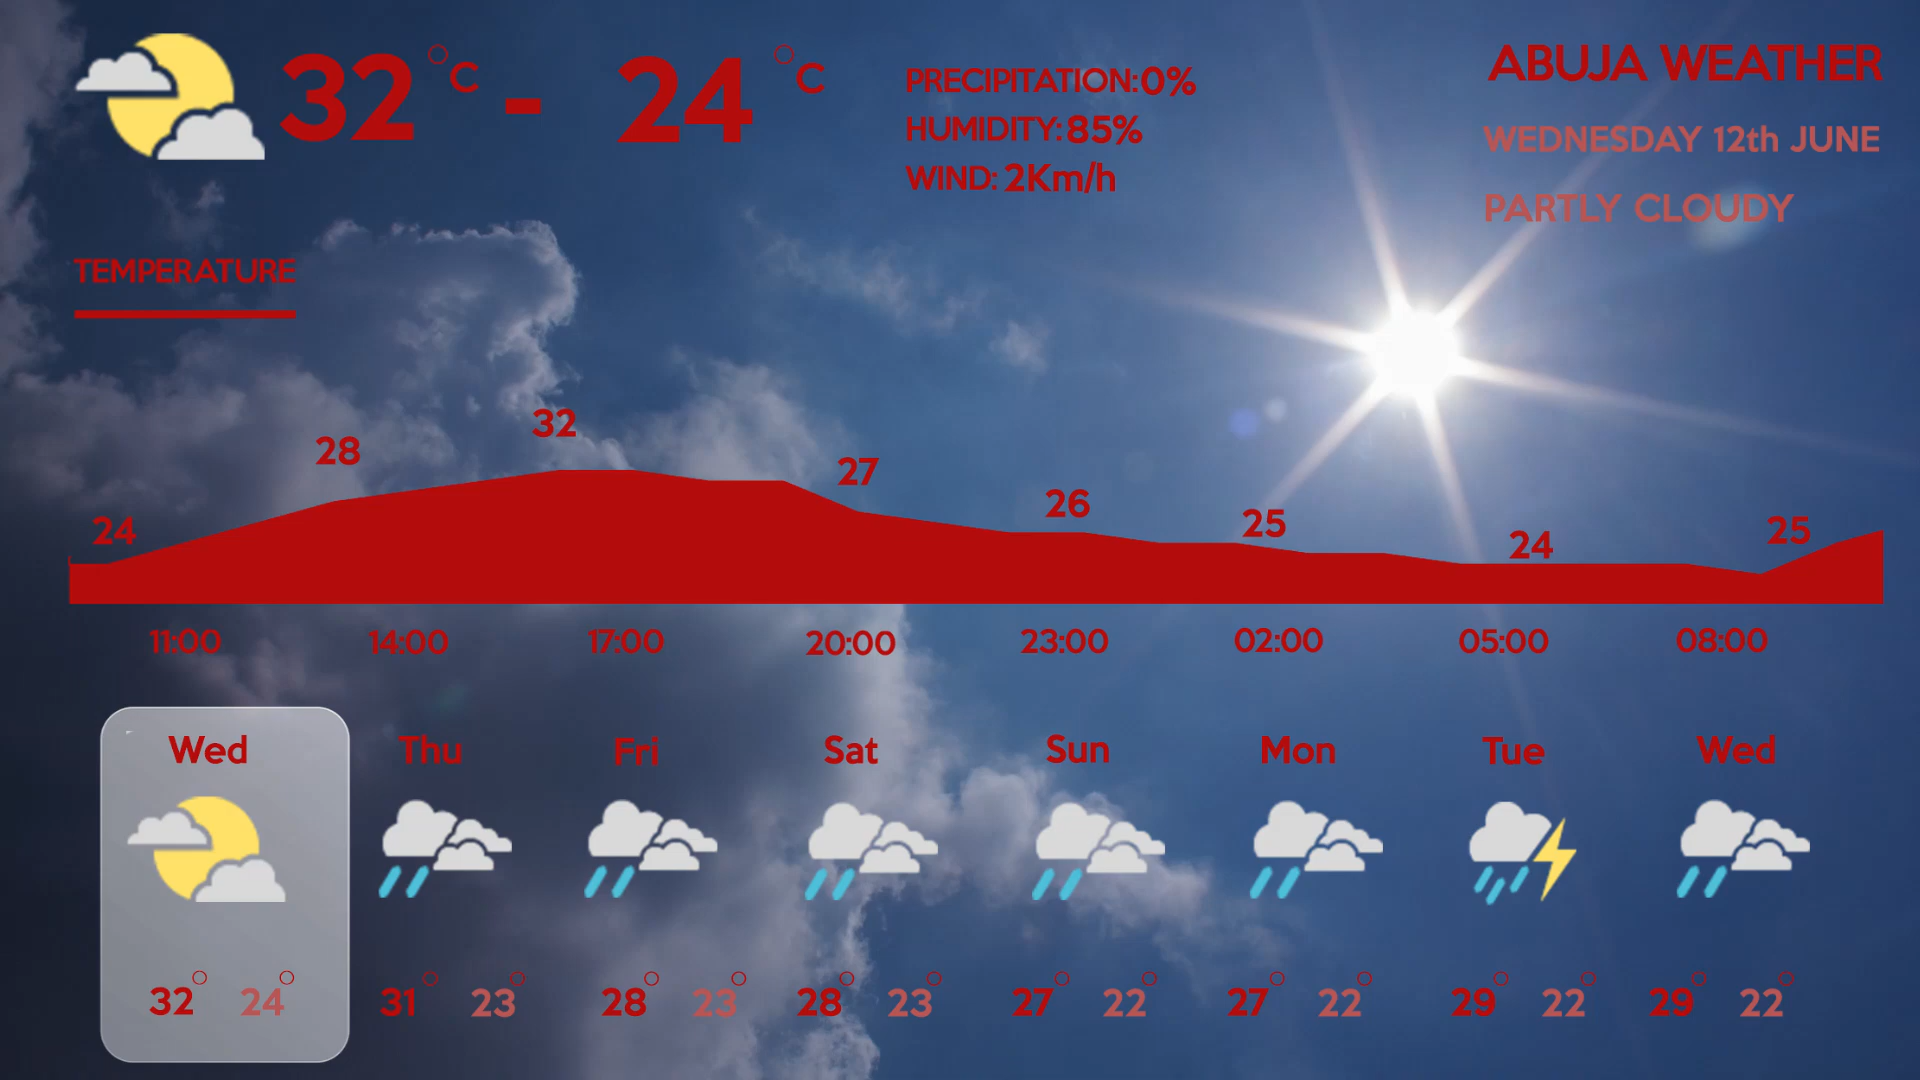 32°C - 24°C
PRECIPITATION:0%
HUMIDITY:85%
WIND: 2Km/h
ABUJA WEATHER
WEDNESDAY 12th JUNE
PARTLY CLOUDY
TEMPERATURE
24 28 32 27 26 25 24 25
11:00 14:00 17:00 20:00 23:00 02:00 05:00 08:00
Wed Thu Fri Sat Sun Mon Tue Wed
32° 24° 31° 23° 28° 23° 28° 23° 27° 22° 27° 22° 29° 22° 29° 22°